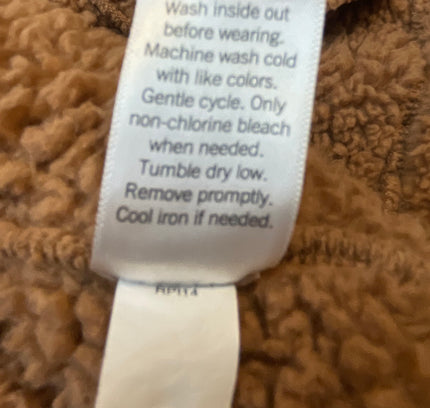 Wash inside out
before wearing.
Machine wash cold
with like colors.
Gentle cycle. Only
non-chlorine bleach
when needed.
Tumble dry low.
Remove promptly.
Cool iron if needed.